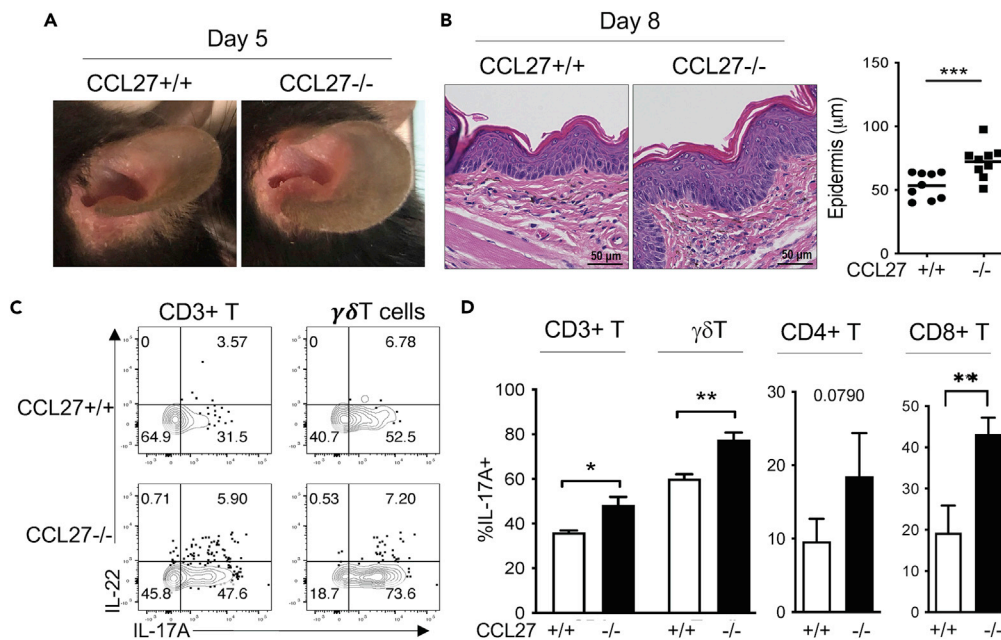 A
Day 5
CCL27+/+ CCL27-/-
B
Day 8
CCL27+/+ CCL27-/-
50 μm 50 μm
Epidermis (μm)
150
100
50
0
***
CCL27 +/+ -/-
C
CD3+ T γδT cells
CCL27+/+
0 3.57 0 6.78
64.9 31.5 40.7 52.5
CCL27-/-
0.71 5.90 0.53 7.20
45.8 47.6 18.7 73.6
IL-22
IL-17A
D
CD3+ T γδT CD4+ T CD8+ T
%IL-17A+
100
80
60
40
20
0
* **
30
20
10
0
0.0790
50
40
30
20
10
0
**
CCL27 +/+ -/- +/+ -/- +/+ -/- +/+ -/-